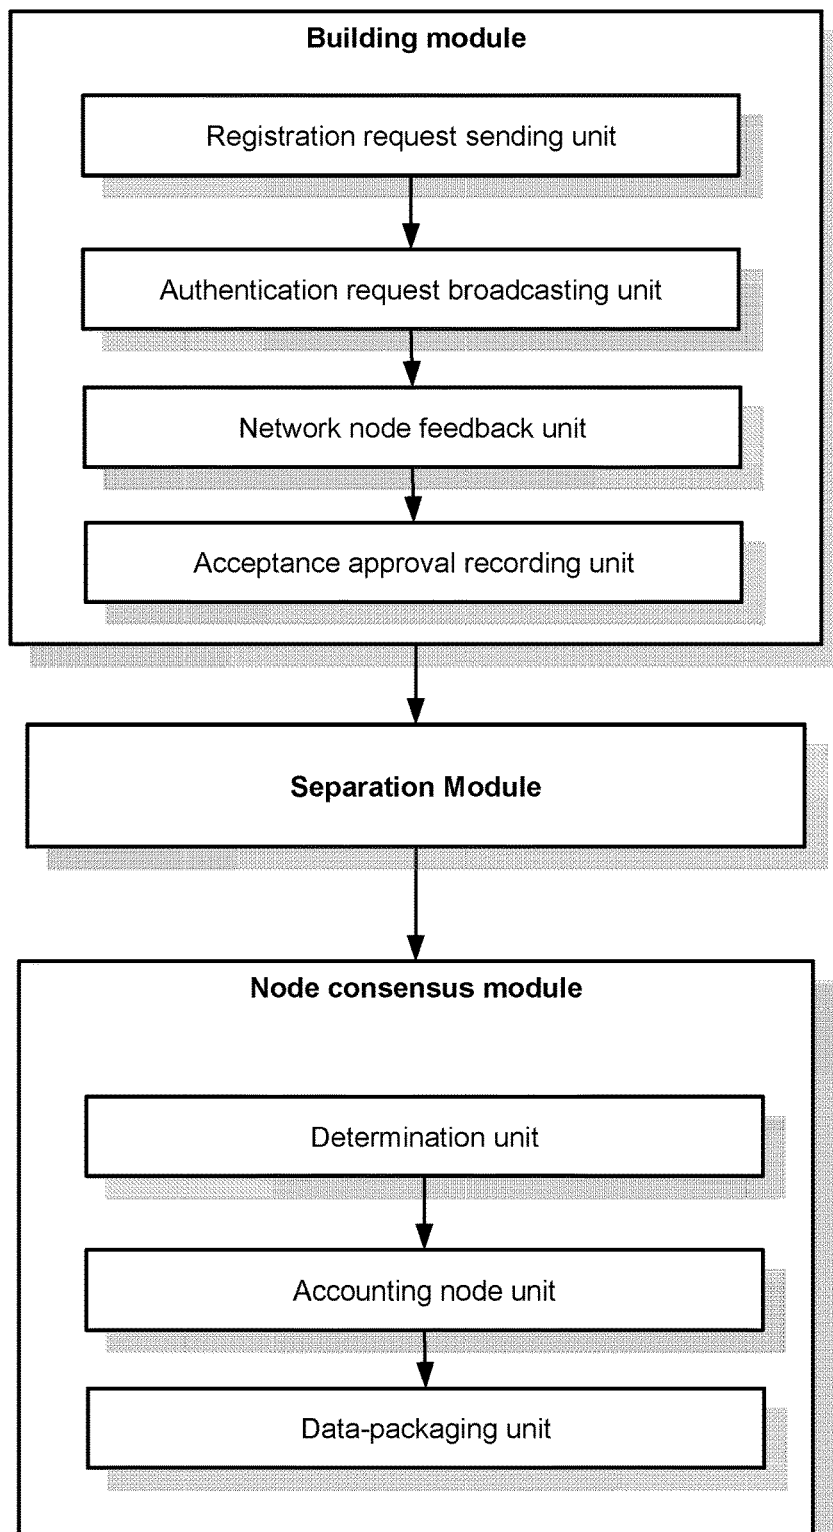 Building module
Registration request sending unit
Authentication request broadcasting unit
Network node feedback unit
Acceptance approval recording unit
Separation Module
Node consensus module
Determination unit
Accounting node unit
Data-packaging unit